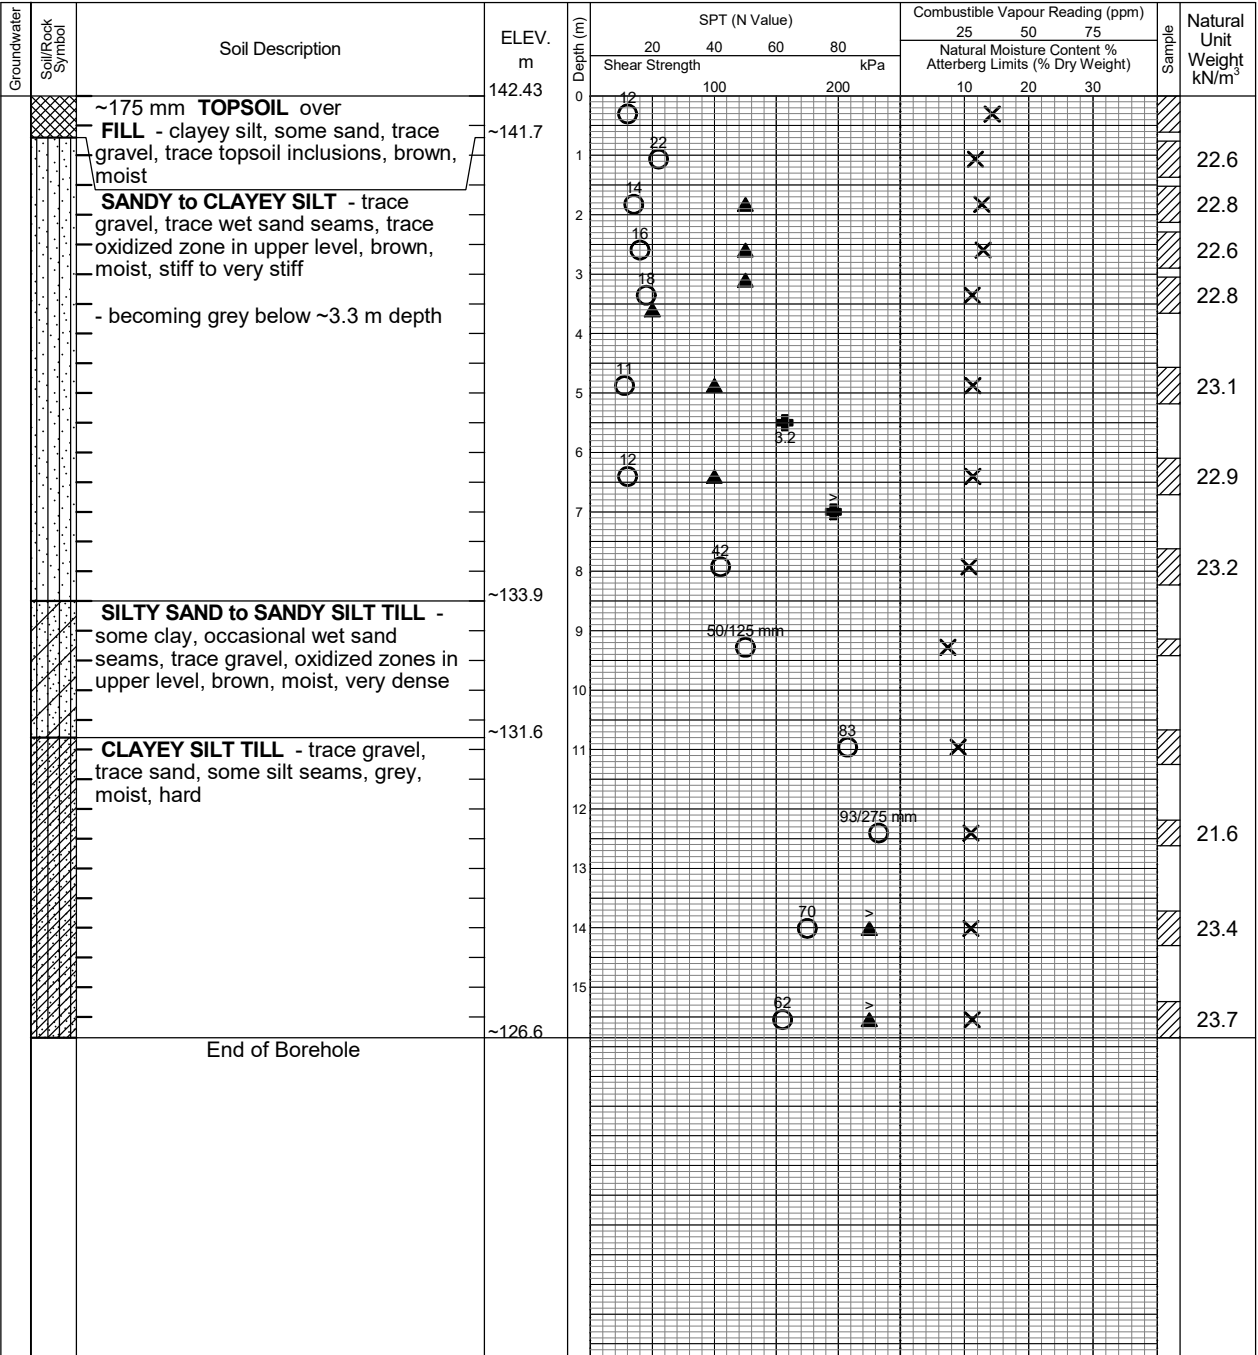 Groundwater
Soil/Rock
Symbol
Soil Description
ELEV.
m
Depth (m)
SPT (N Value)
20 40 60 80
Shear Strength kPa
100 200
Combustible Vapour Reading (ppm)
25 50 75
Natural Moisture Content %
Atterberg Limits (% Dry Weight)
10 20 30
Sample
Natural
Unit
Weight
kN/m³
142.43
0
~175 mm TOPSOIL over
FILL - clayey silt, some sand, trace
gravel, trace topsoil inclusions, brown,
moist
~141.7
SANDY to CLAYEY SILT - trace
gravel, trace wet sand seams, trace
oxidized zone in upper level, brown,
moist, stiff to very stiff
- becoming grey below ~3.3 m depth
~133.9
SILTY SAND to SANDY SILT TILL -
some clay, occasional wet sand
seams, trace gravel, oxidized zones in
upper level, brown, moist, very dense
~131.6
CLAYEY SILT TILL - trace gravel,
trace sand, some silt seams, grey,
moist, hard
~126.6
End of Borehole
12
22
1
22.6
14
2
22.8
16
22.6
3
18
22.8
4
11
5
23.1
3.2
6
12
22.9
>
7
42
8
23.2
9
50/125 mm
10
83
11
12
93/275 mm
21.6
13
70
>
14
23.4
15
62
>
23.7